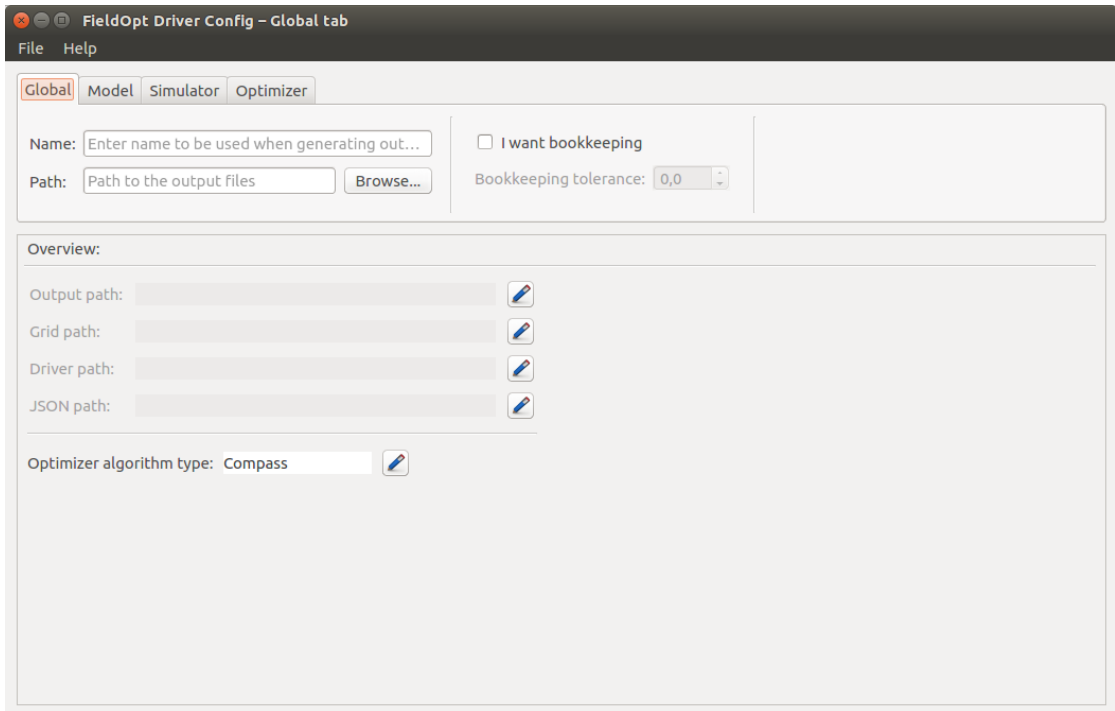 FieldOpt Driver Config – Global tab
File Help
Global Model Simulator Optimizer
Name: Enter name to be used when generating out... I want bookkeeping
Path: Path to the output files Browse... Bookkeeping tolerance: 0,0
Overview:
Output path:
Grid path:
Driver path:
JSON path:
Optimizer algorithm type: Compass